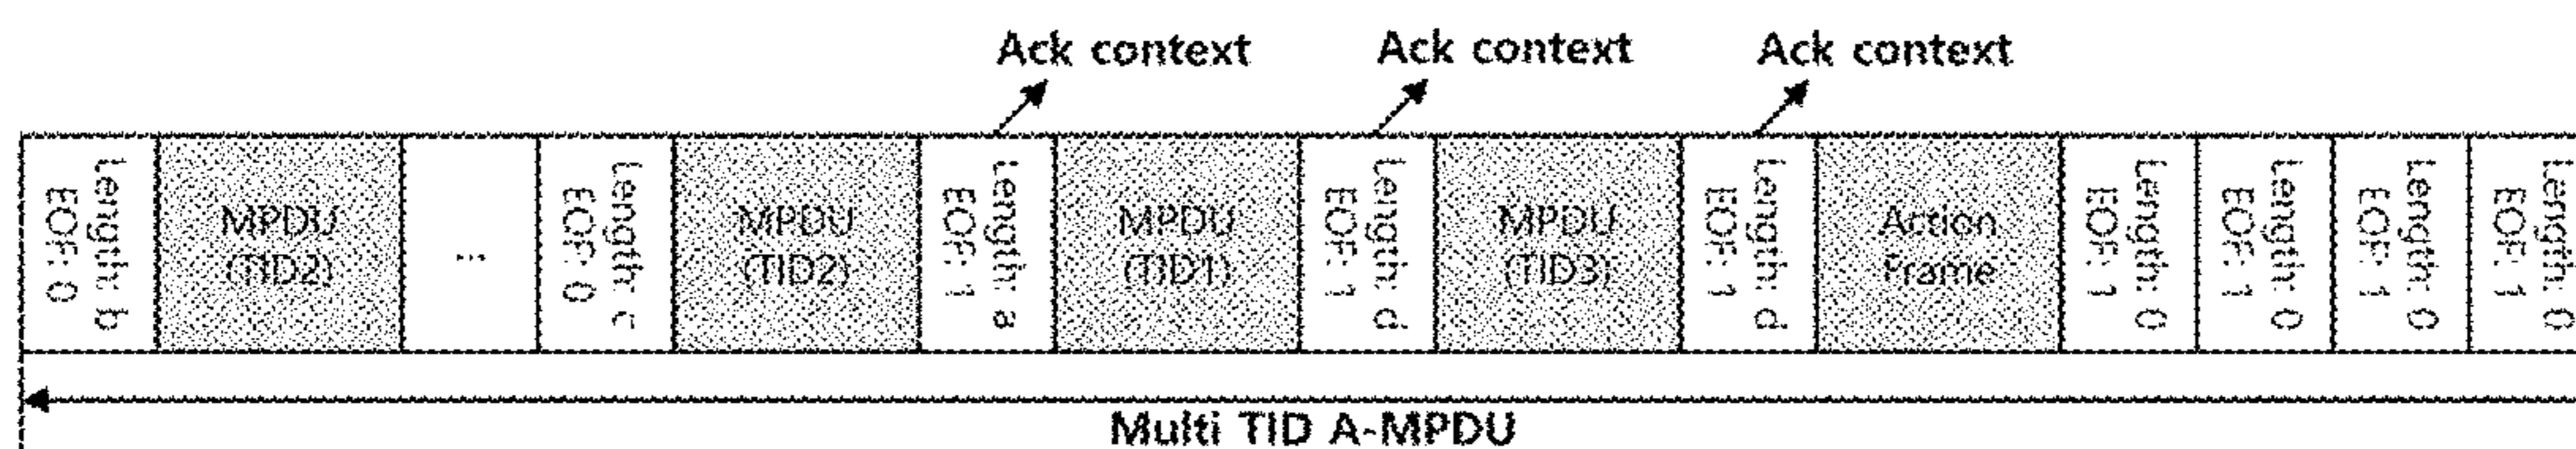 Ack context
Ack context
Ack context
Length: b
EOF: 0
MPDU
(TID2)
...
Length: c
EOF: 0
MPDU
(TID2)
Length: a
EOF: 1
MPDU
(TID1)
Length: d
EOF: 1
MPDU
(TID3)
Length: d
EOF: 1
Action
Frame
Length: 0
EOF: 1
Length: 0
EOF: 1
Length: 0
EOF: 1
Length: 0
EOF: 1
Multi TID A-MPDU